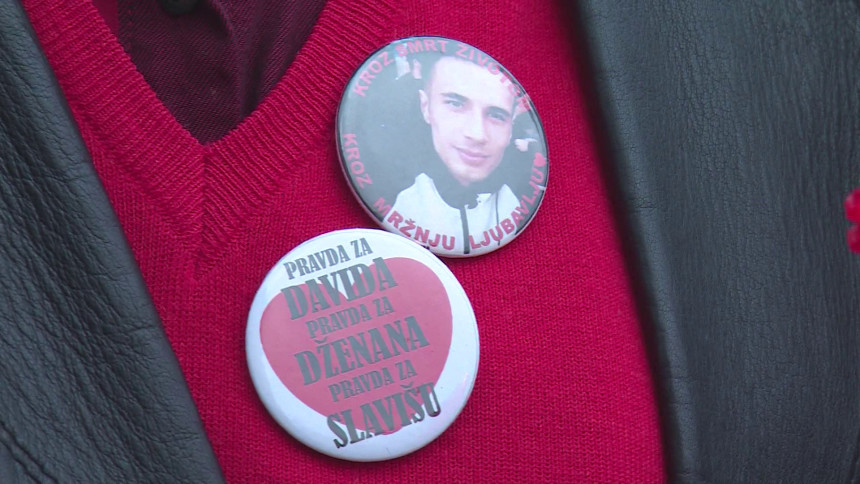 KROZ SMRT ŽIVOTOM
KROZ MRŽNJU LJUBAVLJU
PRAVDA ZA
DAVIDA
PRAVDA ZA
DŽENANA
PRAVDA ZA
SLAVIŠU